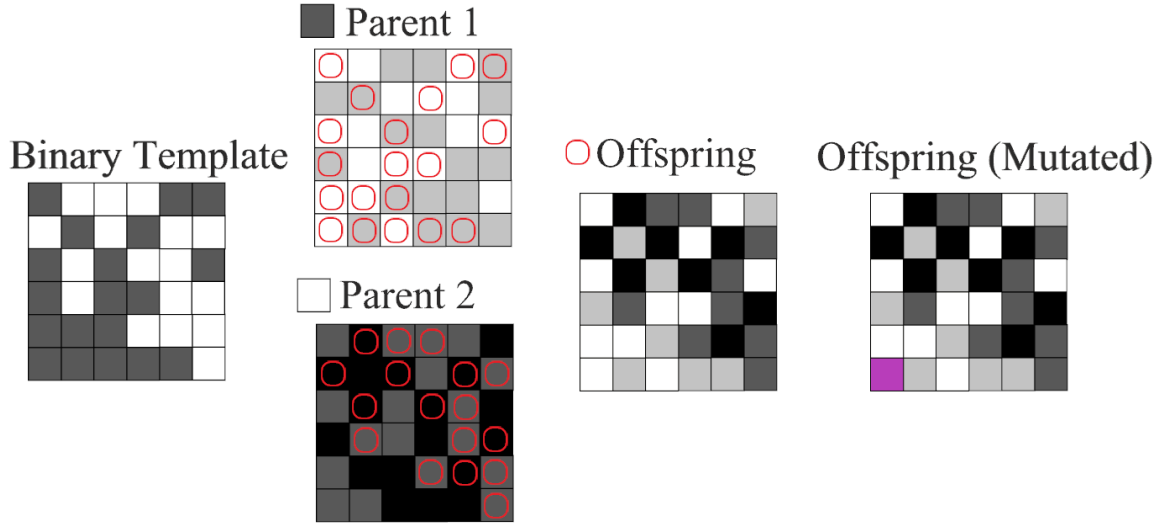 Parent 1
Binary Template
Offspring
Offspring (Mutated)
Parent 2